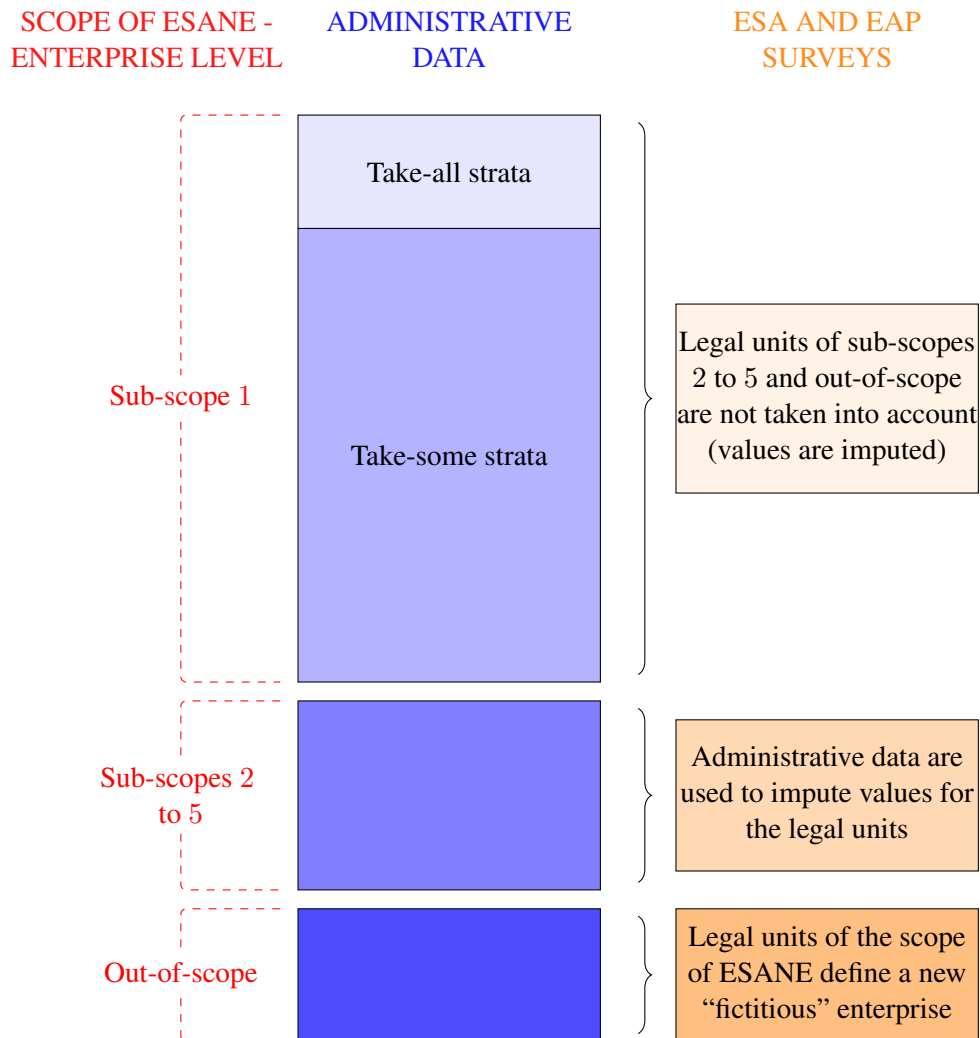 SCOPE OF ESANE -
ENTERPRISE LEVEL
ADMINISTRATIVE
DATA
ESA AND EAP
SURVEYS
Take-all strata
Sub-scope 1
Take-some strata
Legal units of sub-scopes
2 to 5 and out-of-scope
are not taken into account
(values are imputed)
Sub-scopes 2
to 5
Administrative data are
used to impute values for
the legal units
Out-of-scope
Legal units of the scope
of ESANE define a new
“fictitious” enterprise